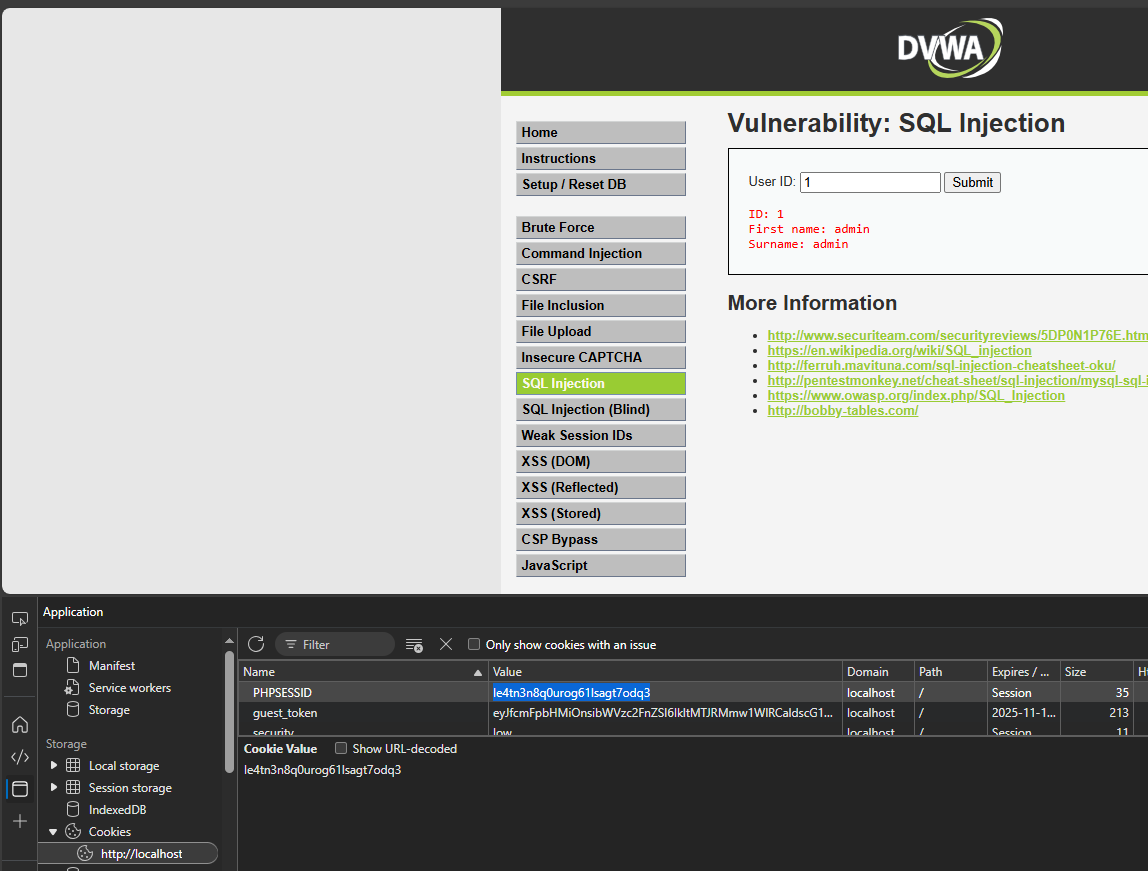 DVWA
Home
Instructions
Setup / Reset DB
Brute Force
Command Injection
CSRF
File Inclusion
File Upload
Insecure CAPTCHA
SQL Injection
SQL Injection (Blind)
Weak Session IDs
XSS (DOM)
XSS (Reflected)
XSS (Stored)
CSP Bypass
JavaScript
Vulnerability: SQL Injection
User ID: 1 Submit
ID: 1
First name: admin
Surname: admin
More Information
http://www.securiteam.com/securityreviews/5DP0N1P76E.htm
https://en.wikipedia.org/wiki/SQL_injection
http://ferruh.mavituna.com/sql-injection-cheatsheet-oku/
http://pentestmonkey.net/cheat-sheet/sql-injection/mysql-sql-i
https://www.owasp.org/index.php/SQL_Injection
http://bobby-tables.com/
Application
Application
Manifest
Service workers
Storage
Storage
Local storage
Session storage
IndexedDB
Cookies
http://localhost
Filter Only show cookies with an issue
Name Value Domain Path Expires / ... Size
PHPSESSID le4tn3n8q0urog61lsagt7odq3 localhost / Session 35
guest_token localhost / 2025-11-1... 213
security low localhost / Session 11
Cookie Value Show URL-decoded
le4tn3n8q0urog61lsagt7odq3